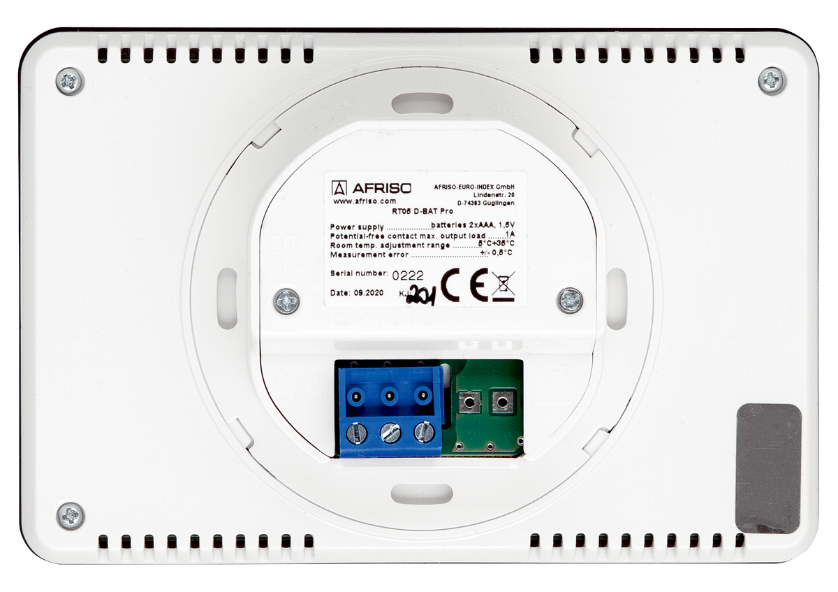 AFRISO
www.afriso.com
AFRISO-EURO-INDEX GmbH
Lindenstr. 20
D-74363 Güglingen
RT05 D-BAT Pro
Power supply ........ batteries 2xAAA, 1,5V
Potential-free contact max. output load ..... 1A
Room temp. adjustment range ........ 5°C÷35°C
Measurement error ........ +/- 0,5°C
Serial number: 0222
Date: 09.2020
CE